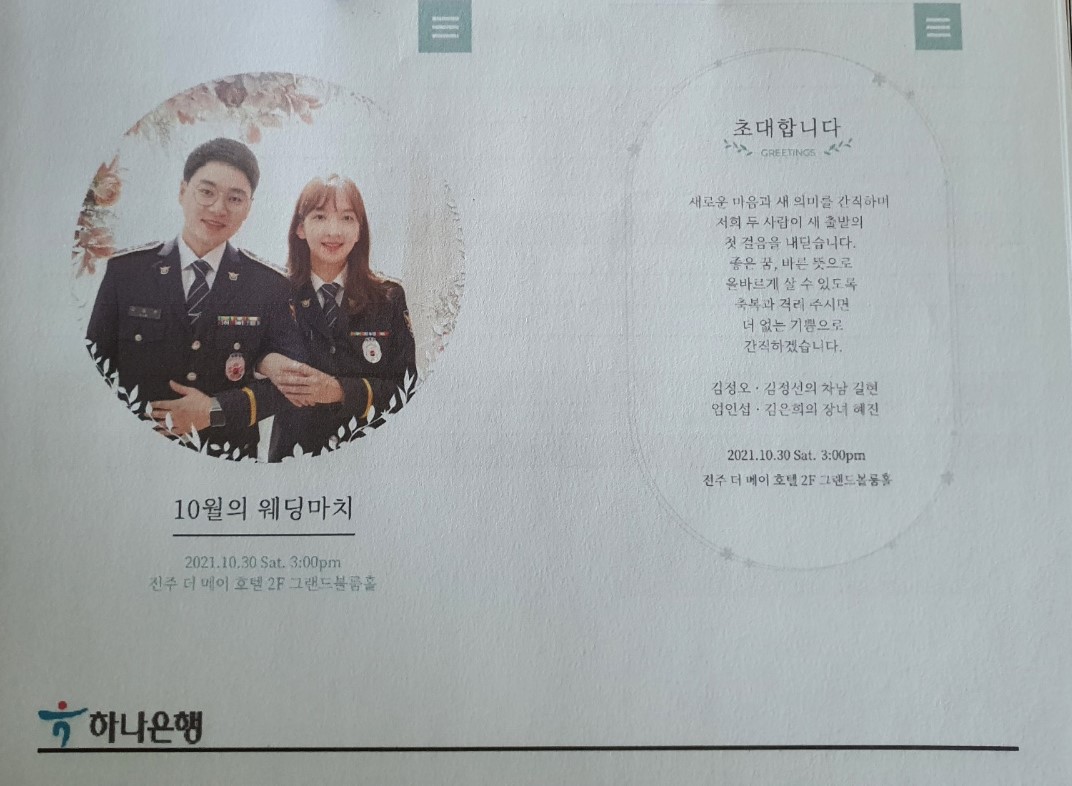 10월의 웨딩마치
2021.10.30 Sat. 3:00pm
전주 더 메이 호텔 2F 그랜드볼룸홀
초대합니다
GREETINGS
새로운 마음과 새 의미를 간직하며
저희 두 사람이 새 출발의
첫 걸음을 내딛습니다.
좋은 꿈, 바른 뜻으로
올바르게 살 수 있도록
축복과 격려 주시면
더 없는 기쁨으로
간직하겠습니다.
김정오 · 김정선의 차남 길현
엄인섭 · 김은희의 장녀 혜진
2021.10.30 Sat. 3:00pm
전주 더 메이 호텔 2F 그랜드볼룸홀
하나은행